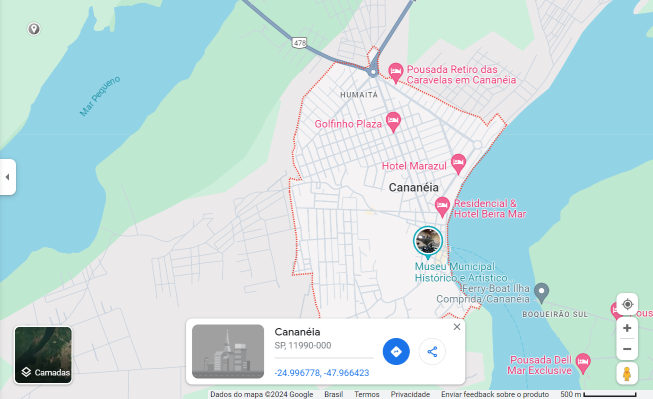 478
Pousada Retiro das
Caravelas em Cananéia
Mar Pequeno
HUMAITÁ
Golfinho Plaza
Hotel Marazul
Cananéia
Residencial &
Hotel Beira Mar
Museu Municipal
Histórico e Artístico
Ferry-Boat Ilha
Comprida/Cananéia
BOQUEIRÃO SUL
Cananéia
SP, 11990-000
-24.996778, -47.966423
Pousada Dell
Mar Exclusive
Camadas
Dados do mapa ©2024 Google Brasil Termos Privacidade Enviar feedback sobre o produto 500 m